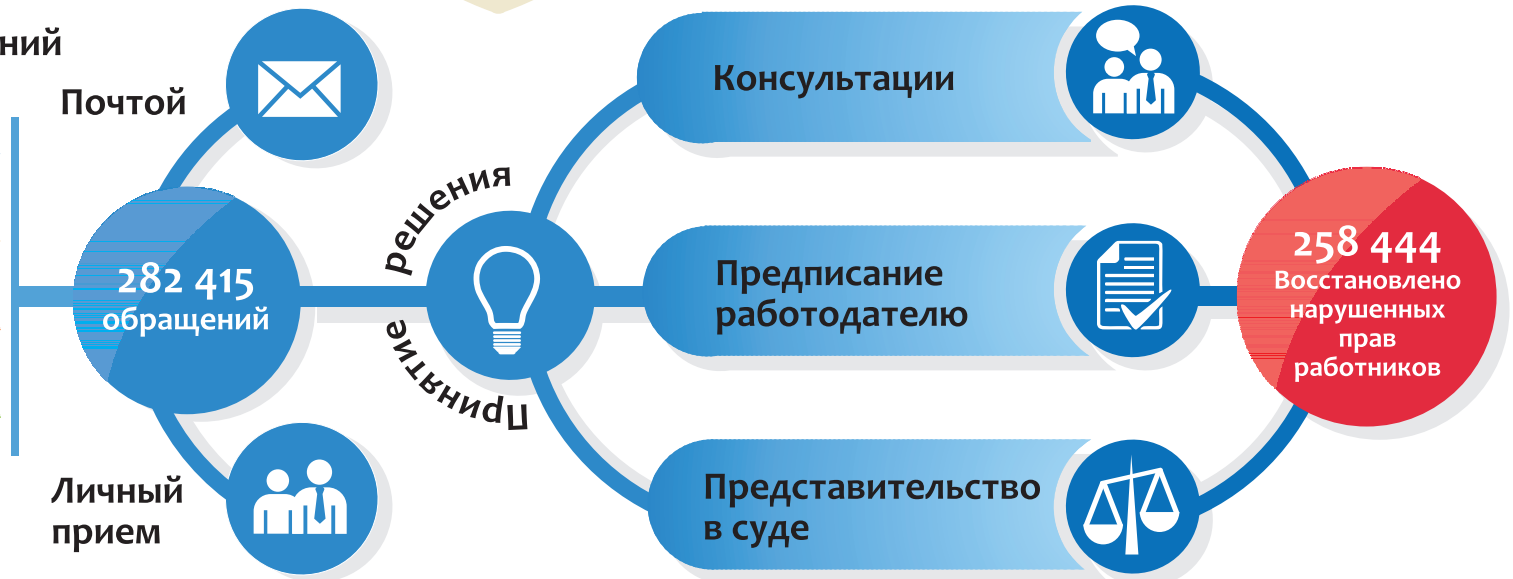 ний
Почтой
282 415
обращений
Личный
прием
Принятие решения
Консультации
Предписание
работодателю
Представительство
в суде
258 444
Восстановлено
нарушенных
прав
работников